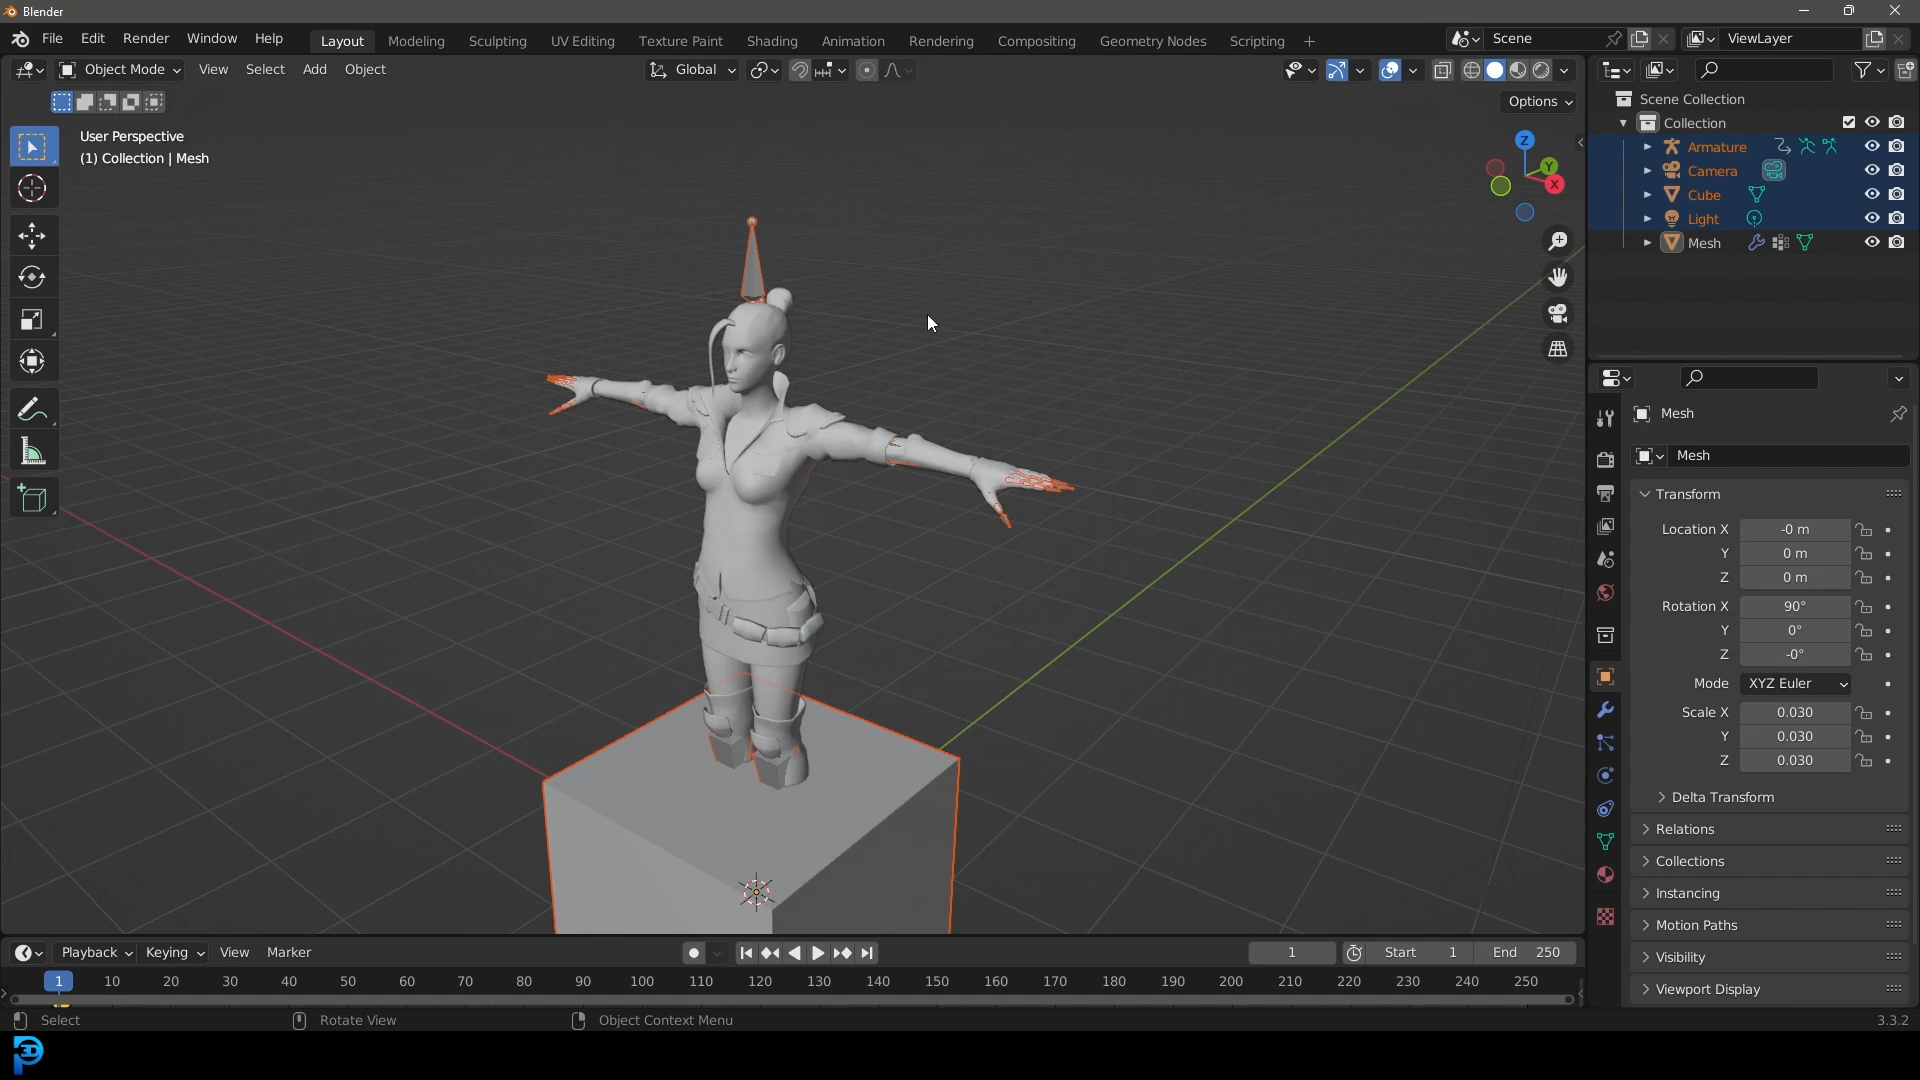 Blender
File Edit Render Window Help Layout Modeling Sculpting UV Editing Texture Paint Shading Animation Rendering Compositing Geometry Nodes Scripting + Scene ViewLayer
Object Mode View Select Add Object Global
Options
User Perspective
(1) Collection | Mesh
Z
Y
X
Scene Collection
Collection
Armature
Camera
Cube
Light
Mesh
Mesh
Mesh
Transform
Location X -0 m
Y 0 m
Z 0 m
Rotation X 90°
Y 0°
Z -0°
Mode XYZ Euler
Scale X 0.030
Y 0.030
Z 0.030
Delta Transform
Relations
Collections
Instancing
Motion Paths
Visibility
Viewport Display
Playback Keying View Marker 1 Start 1 End 250
1 10 20 30 40 50 60 70 80 90 100 110 120 130 140 150 160 170 180 190 200 210 220 230 240 250
Select Rotate View Object Context Menu 3.3.2
P3D